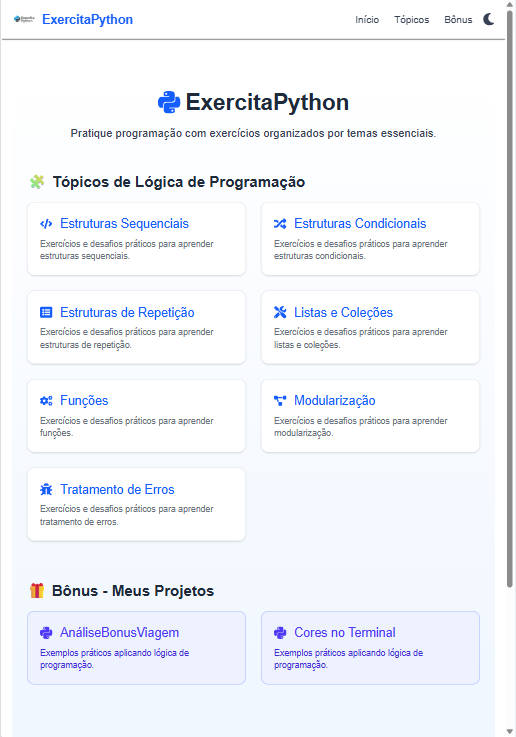 Exercita
Python
ExercitaPython
Início
Tópicos
Bônus
ExercitaPython
Pratique programação com exercícios organizados por temas essenciais.
Tópicos de Lógica de Programação
Estruturas Sequenciais
Exercícios e desafios práticos para aprender
estruturas sequenciais.
Estruturas Condicionais
Exercícios e desafios práticos para aprender
estruturas condicionais.
Estruturas de Repetição
Exercícios e desafios práticos para aprender
estruturas de repetição.
Listas e Coleções
Exercícios e desafios práticos para aprender
listas e coleções.
Funções
Exercícios e desafios práticos para aprender
funções.
Modularização
Exercícios e desafios práticos para aprender
modularização.
Tratamento de Erros
Exercícios e desafios práticos para aprender
tratamento de erros.
Bônus - Meus Projetos
AnáliseBonusViagem
Exemplos práticos aplicando lógica de
programação.
Cores no Terminal
Exemplos práticos aplicando lógica de
programação.